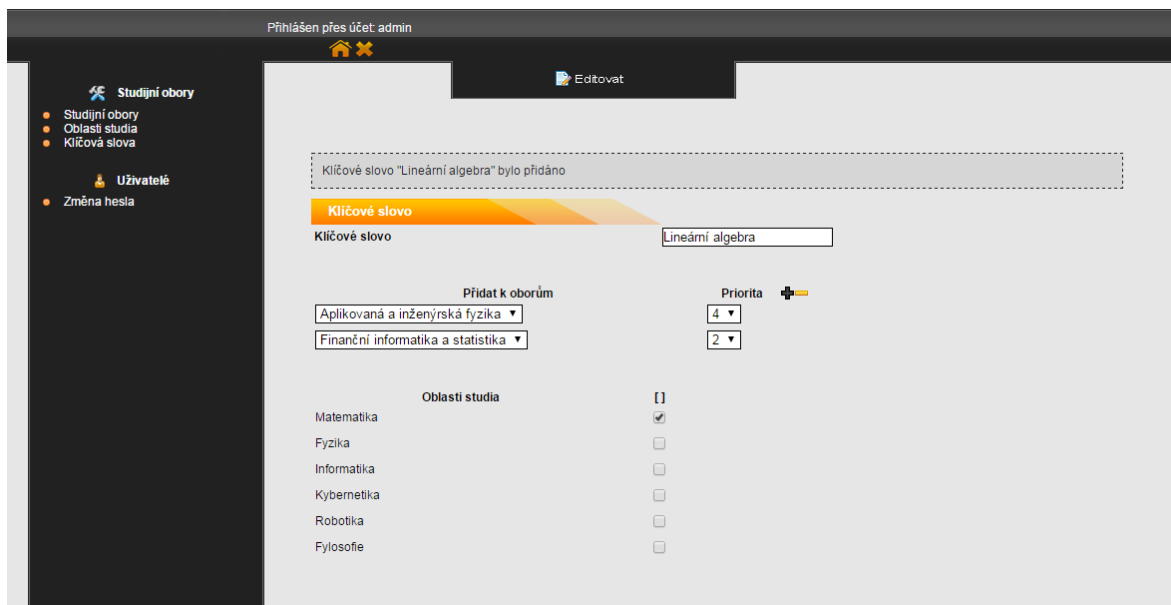 Přihlášen přes účet: admin
Editovat
Studijní obory
Studijní obory
Oblasti studia
Klíčová slova
Uživatelé
Změna hesla
Klíčové slovo "Lineární algebra" bylo přidáno
Klíčové slovo
Klíčové slovo Lineární algebra
Přidat k oborům Priorita
Aplikovaná a inženýrská fyzika 4
Finanční informatika a statistika 2
Oblasti studia []
Matematika
Fyzika
Informatika
Kybernetika
Robotika
Fylosofie